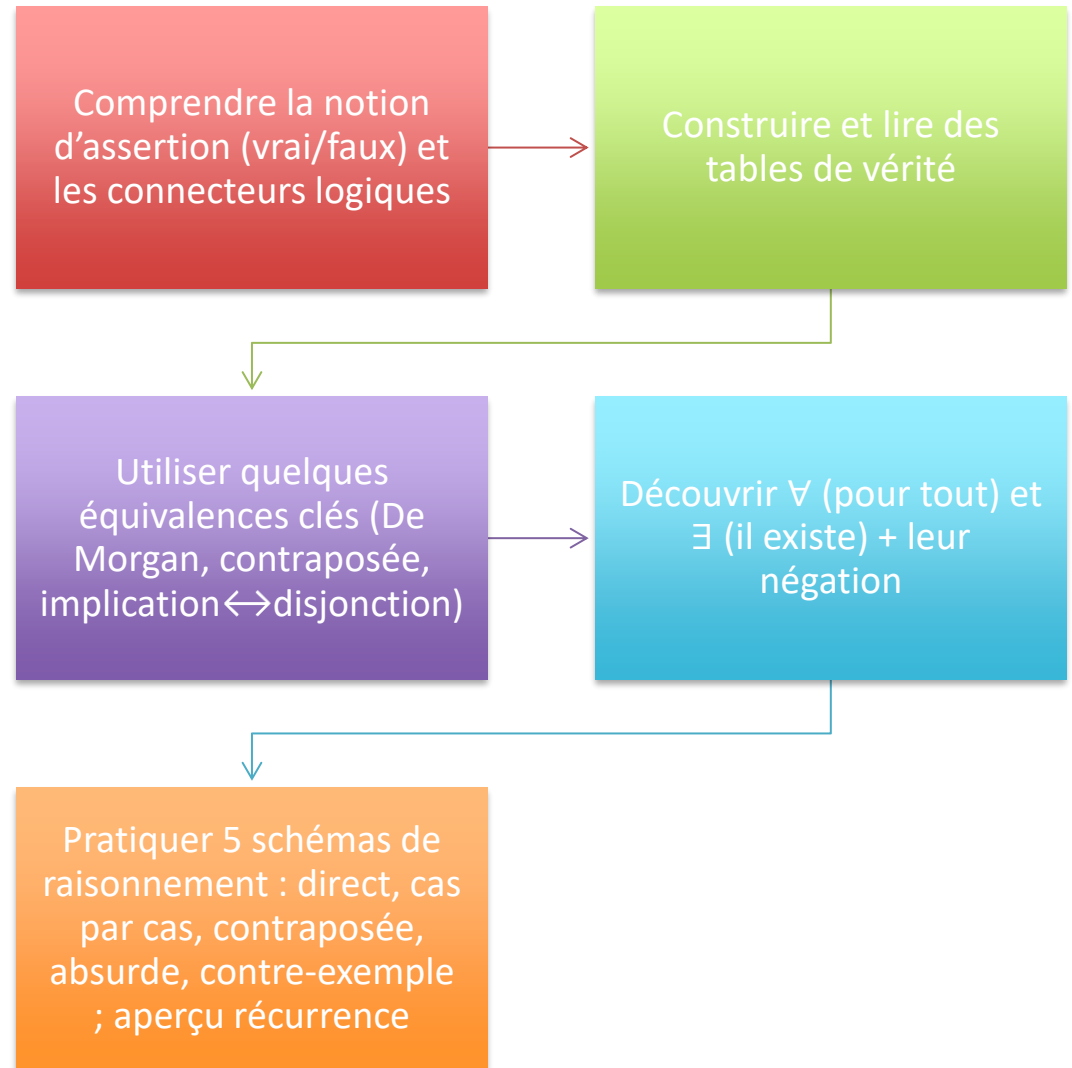 Comprendre la notion
d’assertion (vrai/faux) et
les connecteurs logiques
Construire et lire des
tables de vérité
Utiliser quelques
équivalences clés (De
Morgan, contraposée,
implication↔disjonction)
Découvrir ∀ (pour tout) et
∃ (il existe) + leur
négation
Pratiquer 5 schémas de
raisonnement : direct, cas
par cas, contraposée,
absurde, contre-exemple
; aperçu récurrence